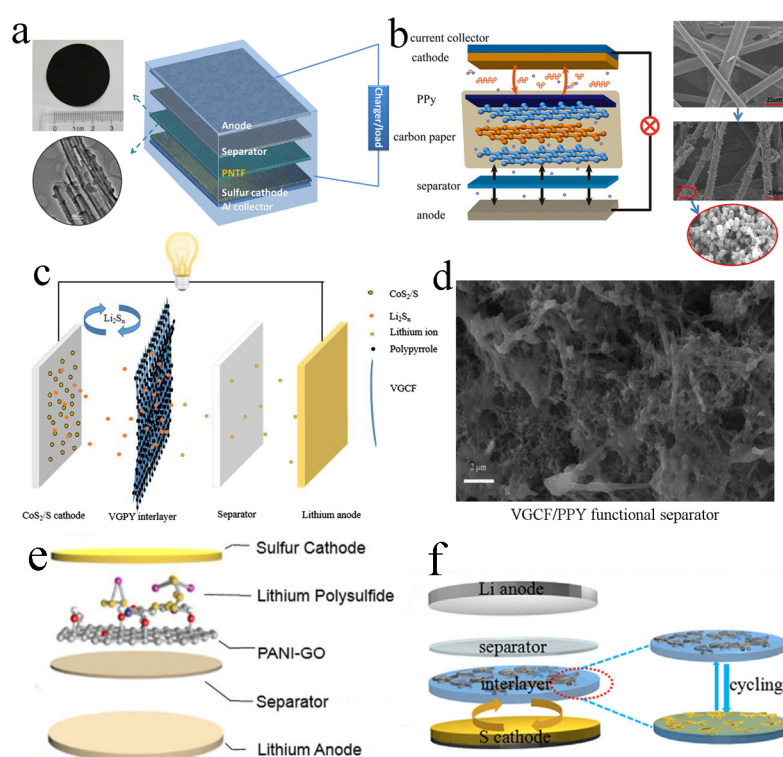 a
0 1cm 2 3
Anode
Separator
PNTF
Sulfur cathode
Al collector
Charger/load
b
current collector
cathode
PPy
carbon paper
separator
anode
25um
c
Li₂Sₙ
CoS₂/S
Li₂Sₙ
Lithium ion
Polypyrrole
VGCF
CoS₂/S cathode
VGPY interlayer
Separator
Lithium anode
d
2 μm
VGCF/PPY functional separator
e
Sulfur Cathode
Lithium Polysulfide
PANI-GO
Separator
Lithium Anode
f
Li anode
separator
interlayer
S cathode
cycling